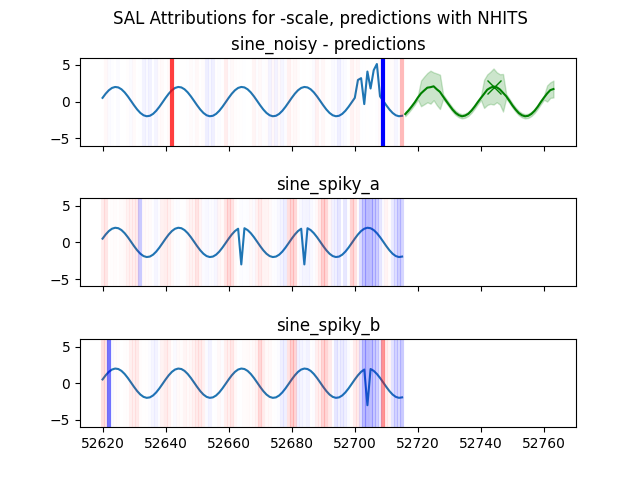 SAL Attributions for -scale, predictions with NHITS
sine_noisy - predictions
5
0
−5
sine_spiky_a
5
0
−5
sine_spiky_b
5
0
−5
52620 52640 52660 52680 52700 52720 52740 52760